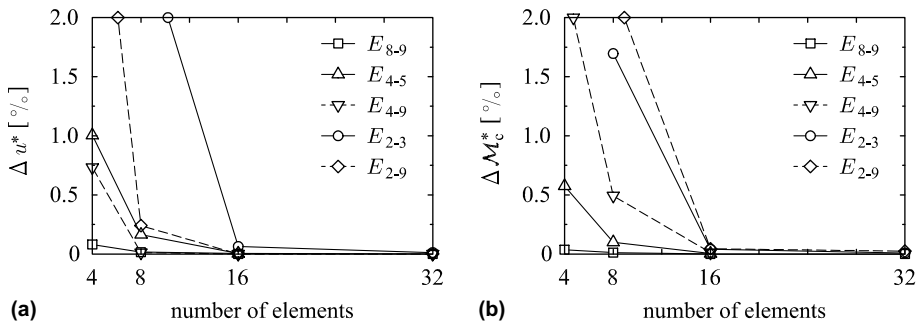 2.0
1.5
1.0
0.5
0
Δ u* [%]
E8-9
E4-5
E4-9
E2-3
E2-9
4 8 16 32
number of elements
(a)
2.0
1.5
1.0
0.5
0
Δ ℳc* [%]
E8-9
E4-5
E4-9
E2-3
E2-9
4 8 16 32
number of elements
(b)